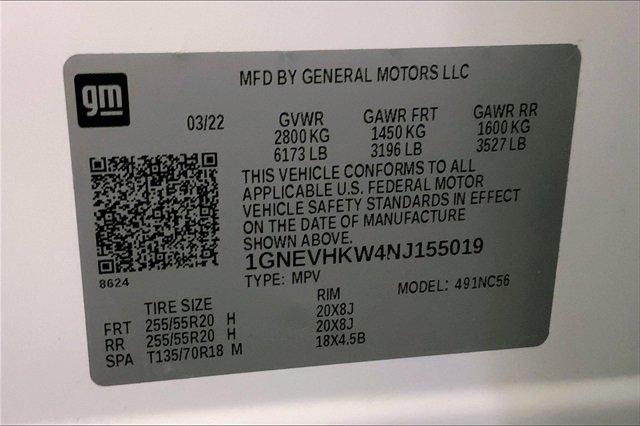 gm
MFD BY GENERAL MOTORS LLC
03/22 GVWR GAWR FRT GAWR RR
2800 KG 1450 KG 1600 KG
6173 LB 3196 LB 3527 LB
THIS VEHICLE CONFORMS TO ALL
APPLICABLE U.S. FEDERAL MOTOR
VEHICLE SAFETY STANDARDS IN EFFECT
ON THE DATE OF MANUFACTURE
SHOWN ABOVE.
1GNEVHKW4NJ155019
8624
TYPE: MPV MODEL: 491NC56
TIRE SIZE RIM
FRT 255/55R20 H 20X8J
RR 255/55R20 H 20X8J
SPA T135/70R18 M 18X4.5B